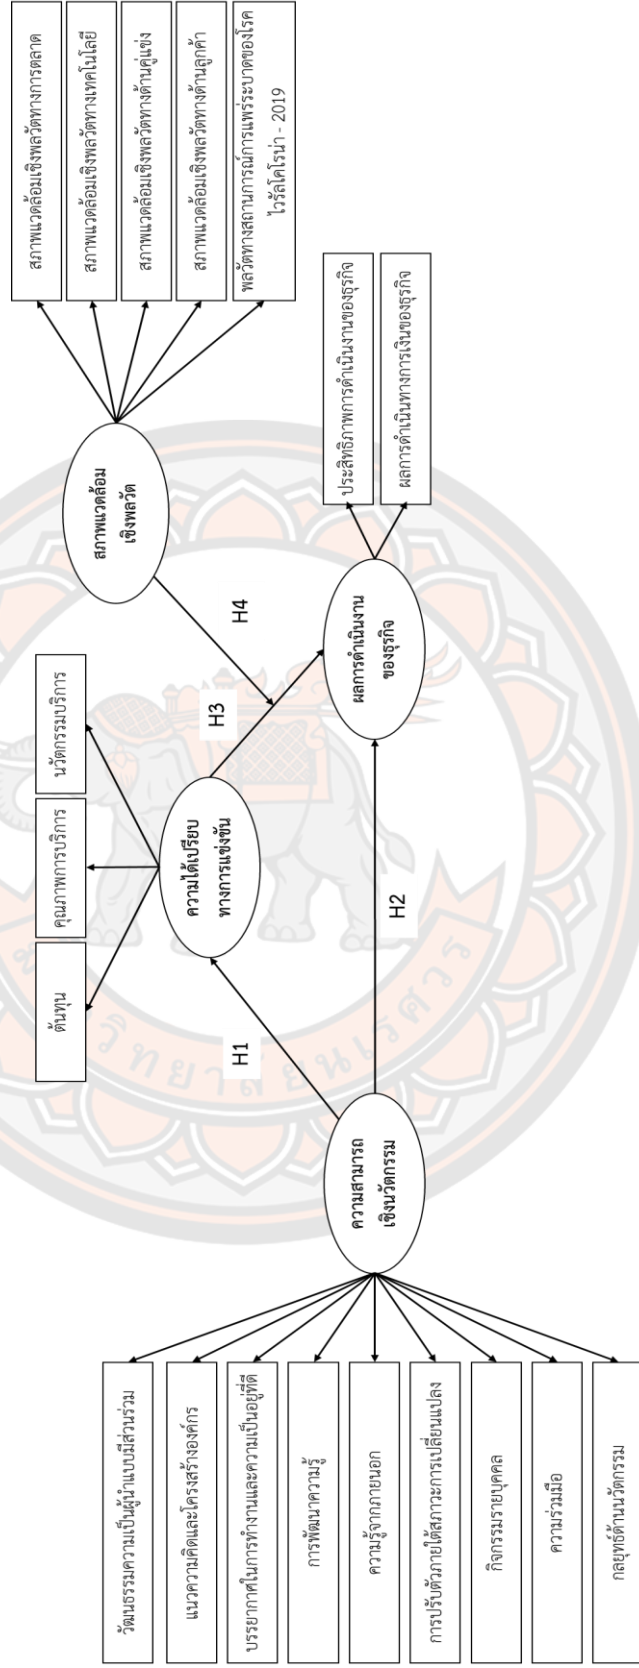 สภาพแวดล้อมเชิงพลวัตทางการตลาด
สภาพแวดล้อมเชิงพลวัตทางเทคโนโลยี
สภาพแวดล้อมเชิงพลวัตทางด้านคู่แข่ง
สภาพแวดล้อมเชิงพลวัตทางด้านลูกค้า
พลวัตทางสถานการณ์การแพร่ระบาดของโรค
ไวรัสโคโรน่า - 2019
สภาพแวดล้อม
เชิงพลวัต
ประสิทธิภาพการดำเนินงานของธุรกิจ
ผลการดำเนินทางการเงินของธุรกิจ
ผลการดำเนินงาน
ของธุรกิจ
H4
H3
นวัตกรรมบริการ
คุณภาพการบริการ
ต้นทุน
ความได้เปรียบ
ทางการแข่งขัน
H1
H2
ความสามารถ
เชิงนวัตกรรม
วัฒนธรรมความเป็นผู้นำแบบมีส่วนร่วม
แนวความคิดและโครงสร้างองค์กร
บรรยากาศในการทำงานและความเป็นอยู่ที่ดี
การพัฒนาความรู้
ความรู้จากภายนอก
การปรับตัวภายใต้สภาวะการเปลี่ยนแปลง
กิจกรรมรายบุคคล
ความร่วมมือ
กลยุทธ์ด้านนวัตกรรม
วิทยาลัยนเรศวร